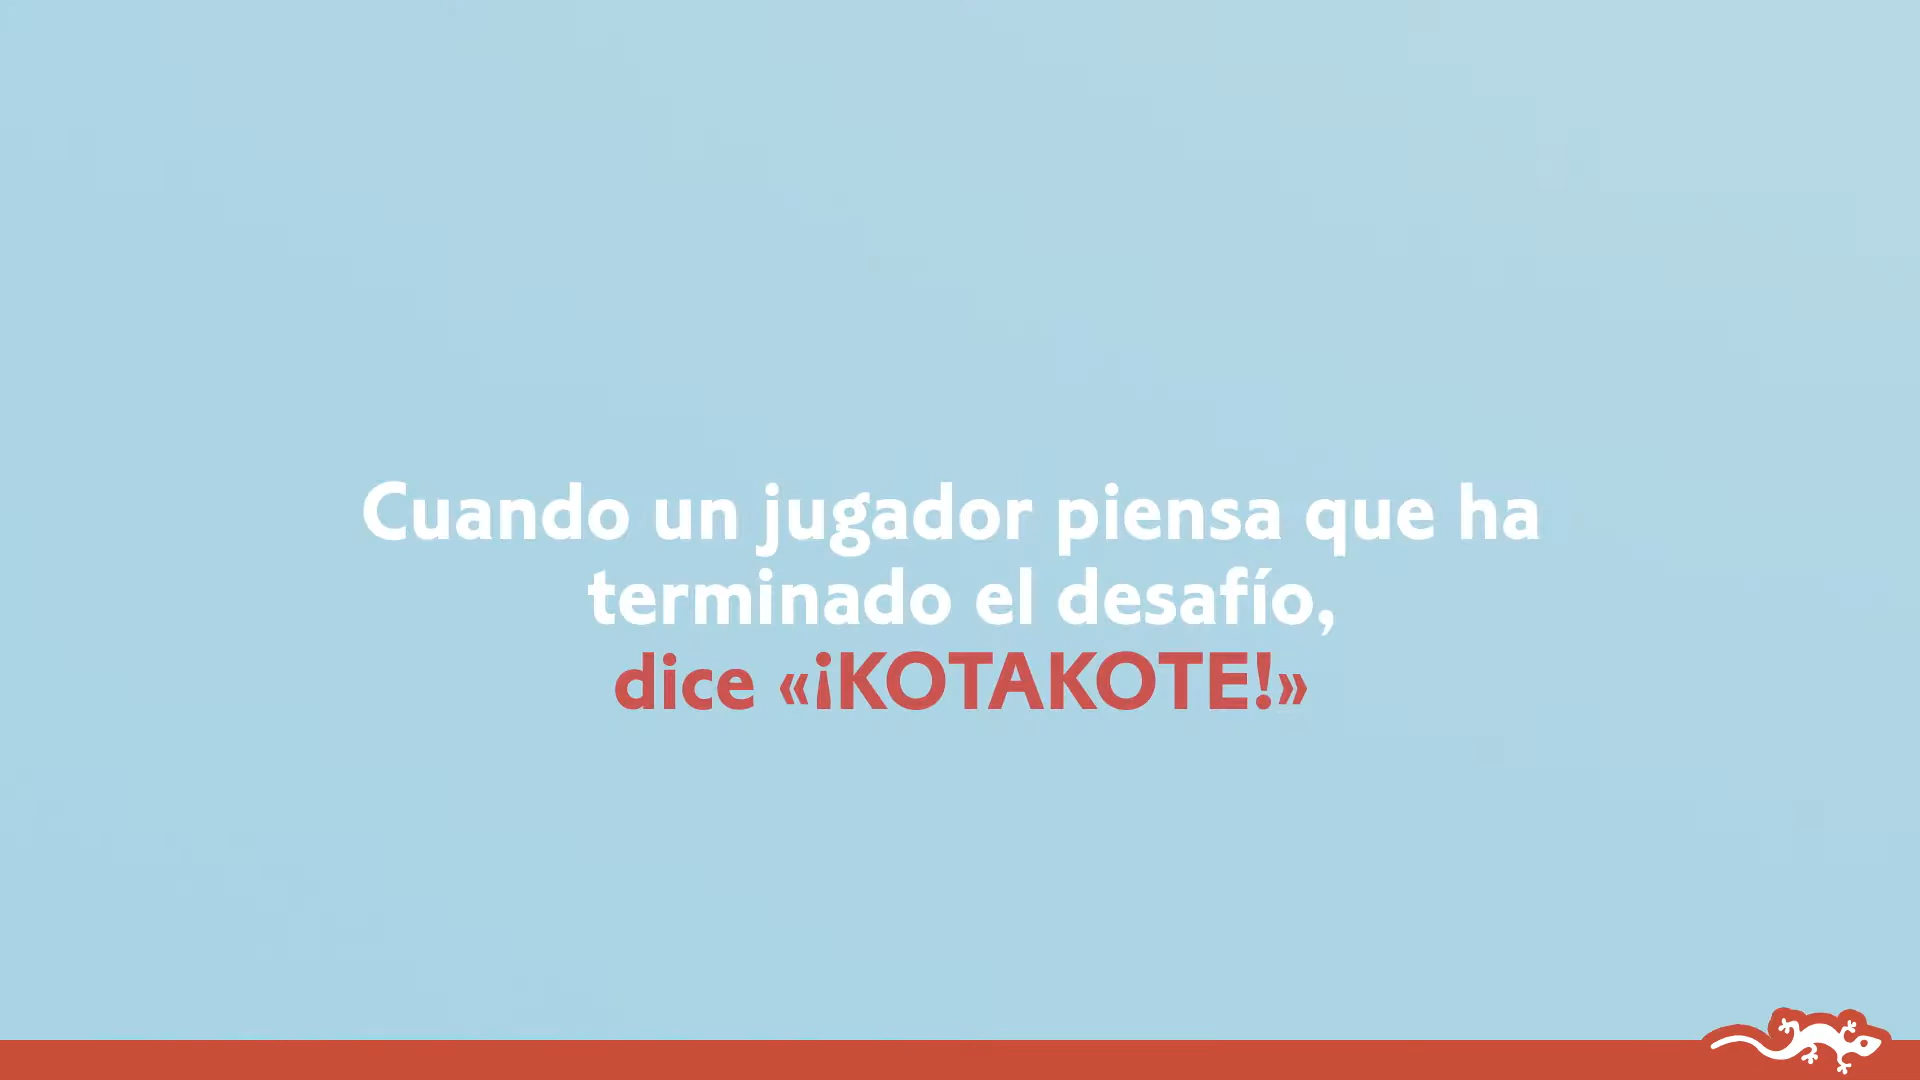 Cuando un jugador piensa que ha
terminado el desafío,
dice «¡KOTAKOTE!»